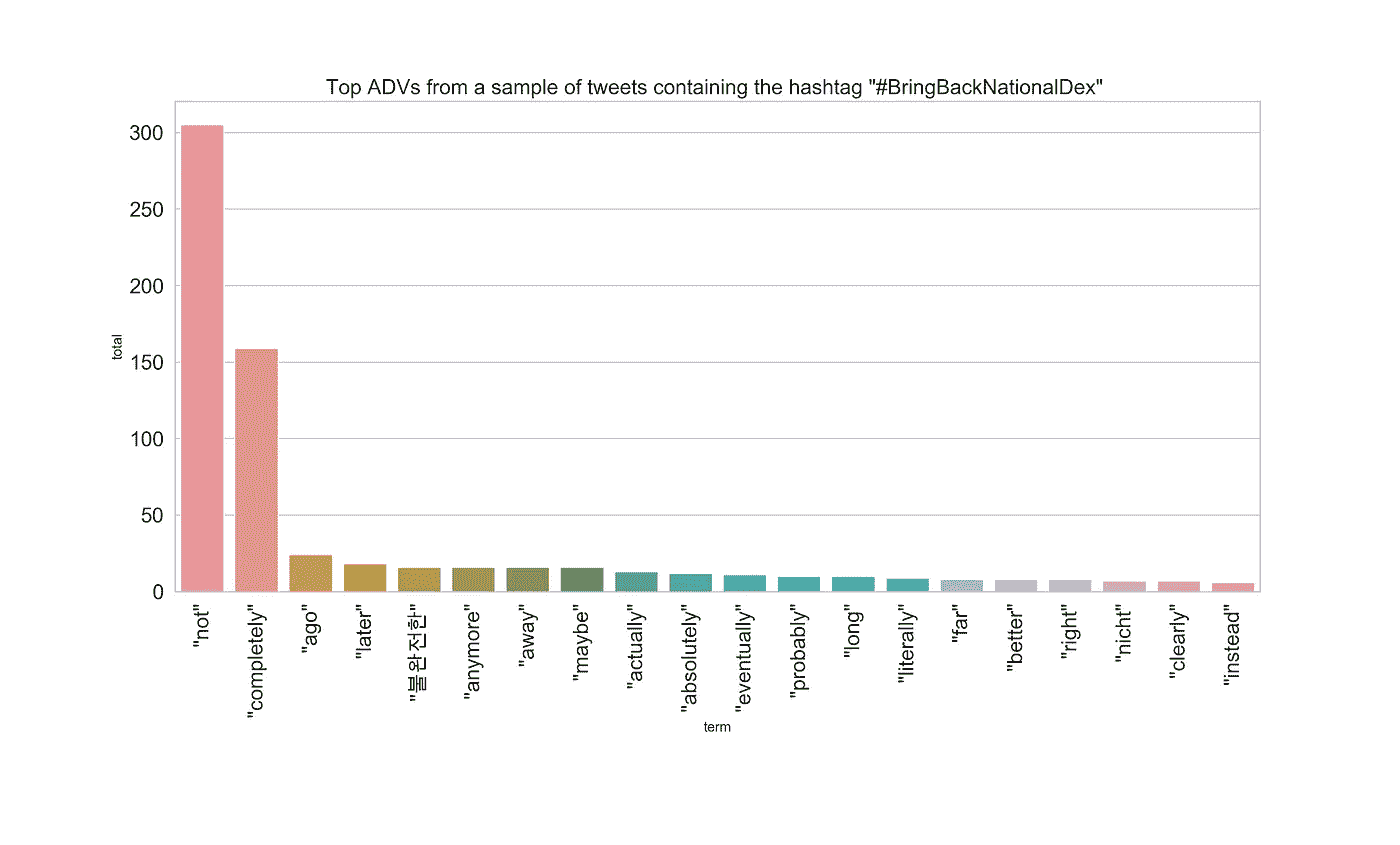 Top ADVs from a sample of tweets containing the hashtag "#BringBackNationalDex"
300
250
200
150
100
50
0
total
"not"
"completely"
"ago"
"later"
"불완전한"
"anymore"
"away"
"maybe"
"actually"
"absolutely"
"eventually"
"probably"
"long"
"literally"
"far"
"better"
"right"
"nicht"
"clearly"
"instead"
term